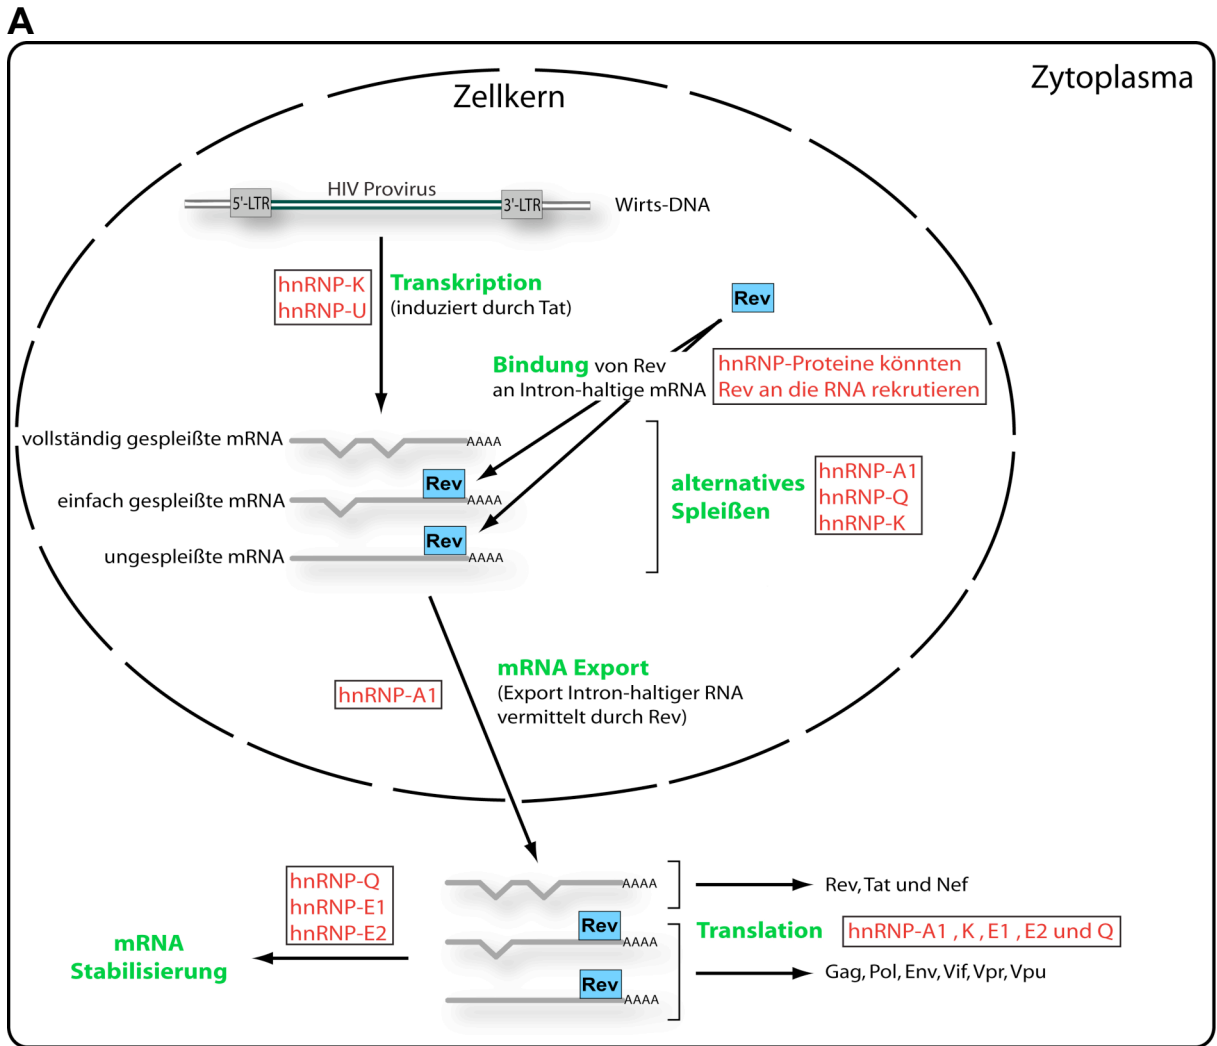 A
Zytoplasma
Zellkern
HIV Provirus
5'-LTR
3'-LTR
Wirts-DNA
hnRNP-K
hnRNP-U
Transkription
(induziert durch Tat)
Rev
Bindung von Rev
an Intron-haltige mRNA
hnRNP-Proteine könnten
Rev an die RNA rekrutieren
vollständig gespleißte mRNA
AAAA
Rev
einfach gespleißte mRNA
AAAA
Rev
ungespleißte mRNA
AAAA
alternatives
Spleißen
hnRNP-A1
hnRNP-Q
hnRNP-K
mRNA Export
(Export Intron-haltiger RNA
vermittelt durch Rev)
hnRNP-A1
AAAA
Rev, Tat und Nef
hnRNP-Q
hnRNP-E1
hnRNP-E2
mRNA
Stabilisierung
Rev
AAAA
Translation
hnRNP-A1 , K , E1 , E2 und Q
Rev
AAAA
Gag, Pol, Env, Vif, Vpr, Vpu